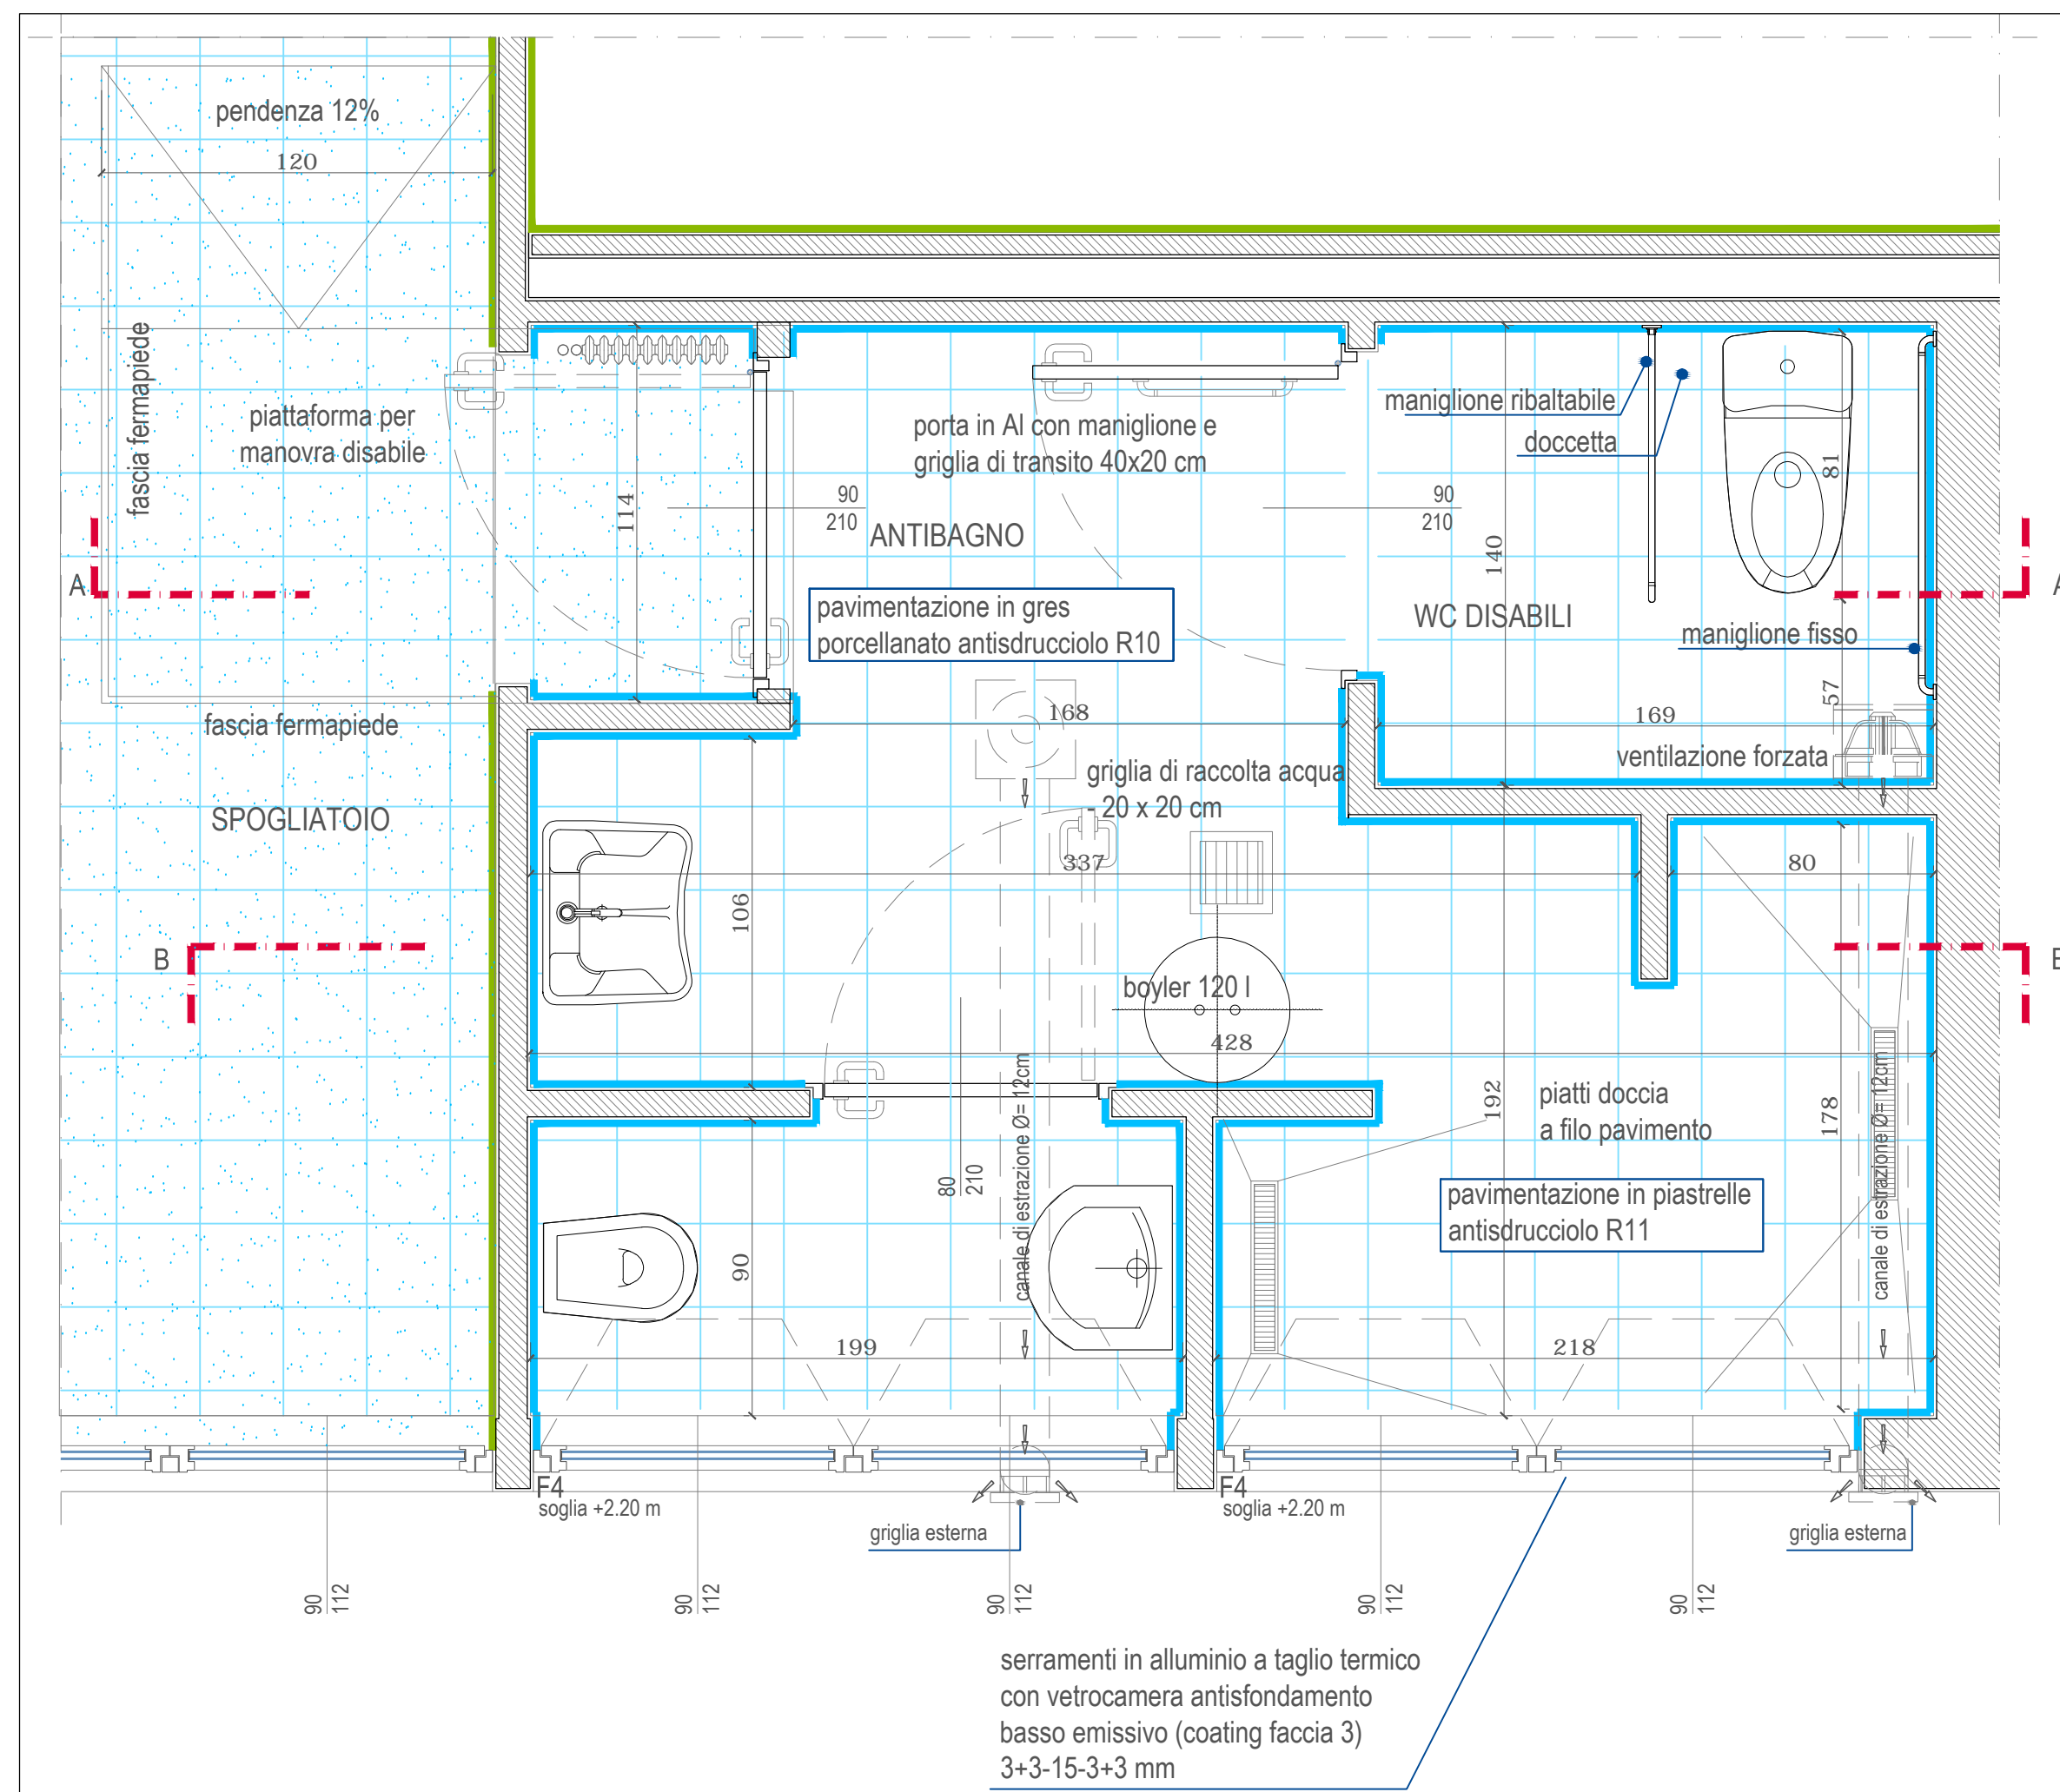 pendenza 12%
120
fascia fermapiede
piattaforma per
manovra disabile
114
porta in Al con maniglione e
griglia di transito 40x20 cm
maniglione ribaltabile
doccetta
81
90
210
90
210
ANTIBAGNO
140
A
A
pavimentazione in gres
porcellanato antisdrucciolo R10
WC DISABILI
maniglione fisso
57
fascia fermapiede
168
169
ventilazione forzata
griglia di raccolta acqua
- 20 x 20 cm
SPOGLIATOIO
337
80
106
B
B
boyler 120 l
428
canale di estrazione Ø= 12cm
192
piatti doccia
a filo pavimento
178
canale di estrazione Ø= 12cm
80
210
pavimentazione in piastrelle
antisdrucciolo R11
90
199
218
F4
soglia +2.20 m
F4
soglia +2.20 m
griglia esterna
griglia esterna
90
112
90
112
90
112
90
112
90
112
serramenti in alluminio a taglio termico
con vetrocamera antisfondamento
basso emissivo (coating faccia 3)
3+3-15-3+3 mm